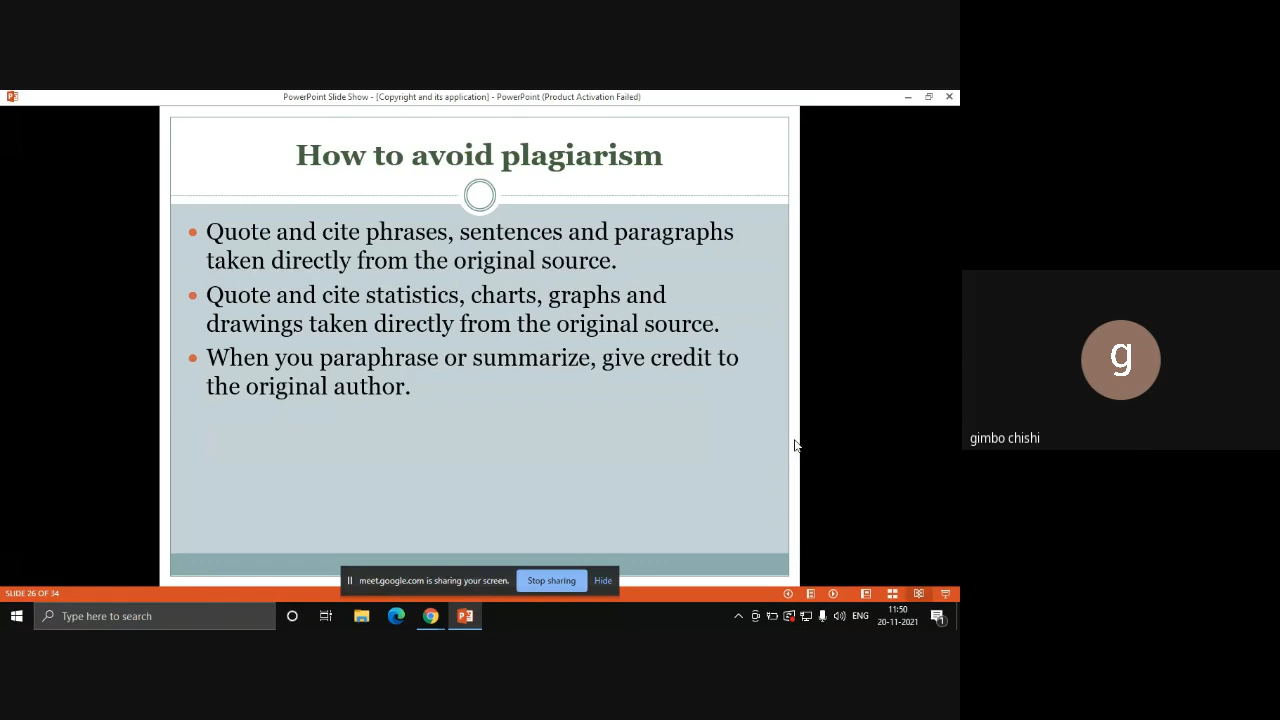 PowerPoint Slide Show - [Copyright and its application] - PowerPoint (Product Activation Failed)
How to avoid plagiarism
Quote and cite phrases, sentences and paragraphs
taken directly from the original source.
Quote and cite statistics, charts, graphs and
drawings taken directly from the original source.
When you paraphrase or summarize, give credit to
the original author.
g
gimbo chishi
meet.google.com is sharing your screen.
Stop sharing
Hide
SLIDE 26 OF 34
Type here to search
ENG
11:50
20-11-2021
1